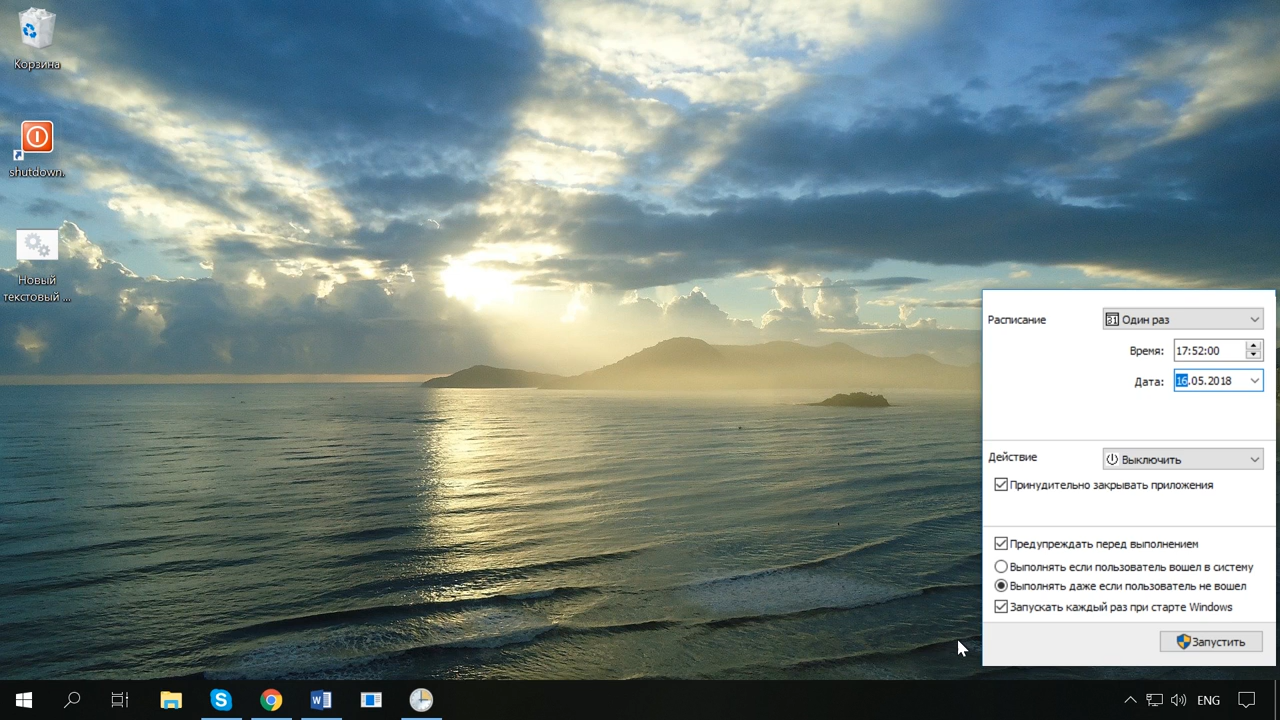 Корзина
shutdown.
Новый
текстовый ...
Расписание
31 Один раз
Время: 17:52:00
Дата: 16.05.2018
Действие
Выключить
Принудительно закрывать приложения
Предупреждать перед выполнением
Выполнять если пользователь вошел в систему
Выполнять даже если пользователь не вошел
Запускать каждый раз при старте Windows
Запустить
ENG